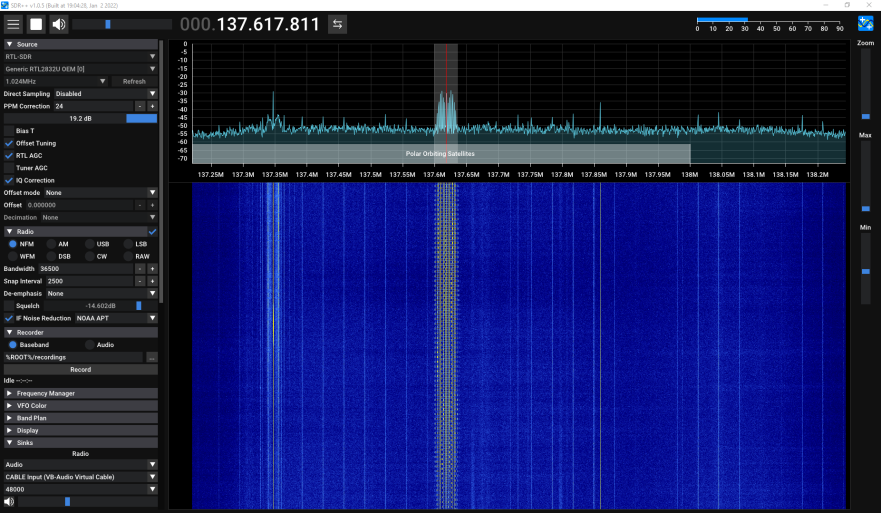 SDR++ v1.0.5 (Built at 19:04:28, Jan 2 2022)
000.137.617.811
0 10 20 30 40 50 60 70 80 90
Source
RTL-SDR
Generic RTL2832U OEM [0]
1.024MHz Refresh
Direct Sampling Disabled
PPM Correction 24 - +
19.2 dB
Bias T
Offset Tuning
RTL AGC
Tuner AGC
IQ Correction
Offset mode None
Offset 0.000000 - +
Decimation None
Radio
NFM AM USB LSB
WFM DSB CW RAW
Bandwidth 36500 - +
Snap Interval 2500 - +
De-emphasis None
Squelch -14.602dB
IF Noise Reduction NOAA APT
Recorder
Baseband Audio
%ROOT%/recordings ...
Record
Idle --:--:--
Frequency Manager
VFO Color
Band Plan
Display
Sinks
Radio
Audio
CABLE Input (VB-Audio Virtual Cable)
48000
0
-5
-10
-15
-20
-25
-30
-35
-40
-45
-50
-55
-60
-65
-70
Polar Orbiting Satellites
137.25M 137.3M 137.35M 137.4M 137.45M 137.5M 137.55M 137.6M 137.65M 137.7M 137.75M 137.8M 137.85M 137.9M 137.95M 138M 138.05M 138.1M 138.15M 138.2M
Zoom
Max
Min